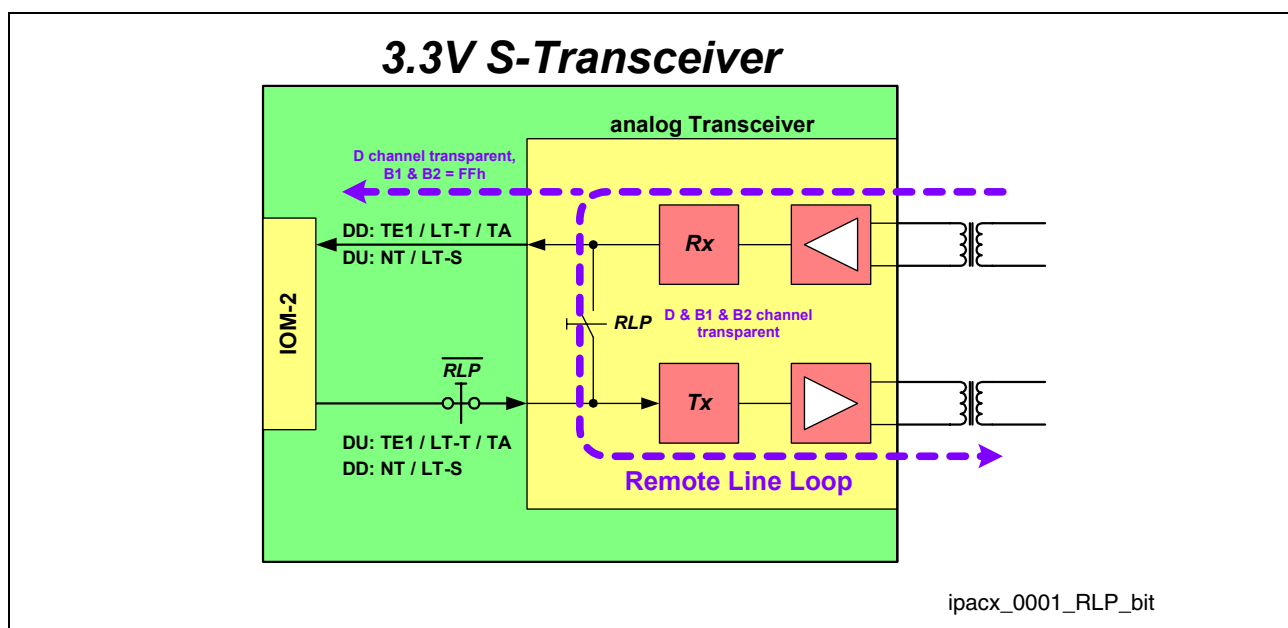 3.3V S-Transceiver
analog Transceiver
D channel transparent,
B1 & B2 = FFh
DD: TE1 / LT-T / TA
DU: NT / LT-S
Rx
IOM-2
RLP
D & B1 & B2 channel
transparent
RLP
Tx
DU: TE1 / LT-T / TA
DD: NT / LT-S
Remote Line Loop
ipacx_0001_RLP_bit